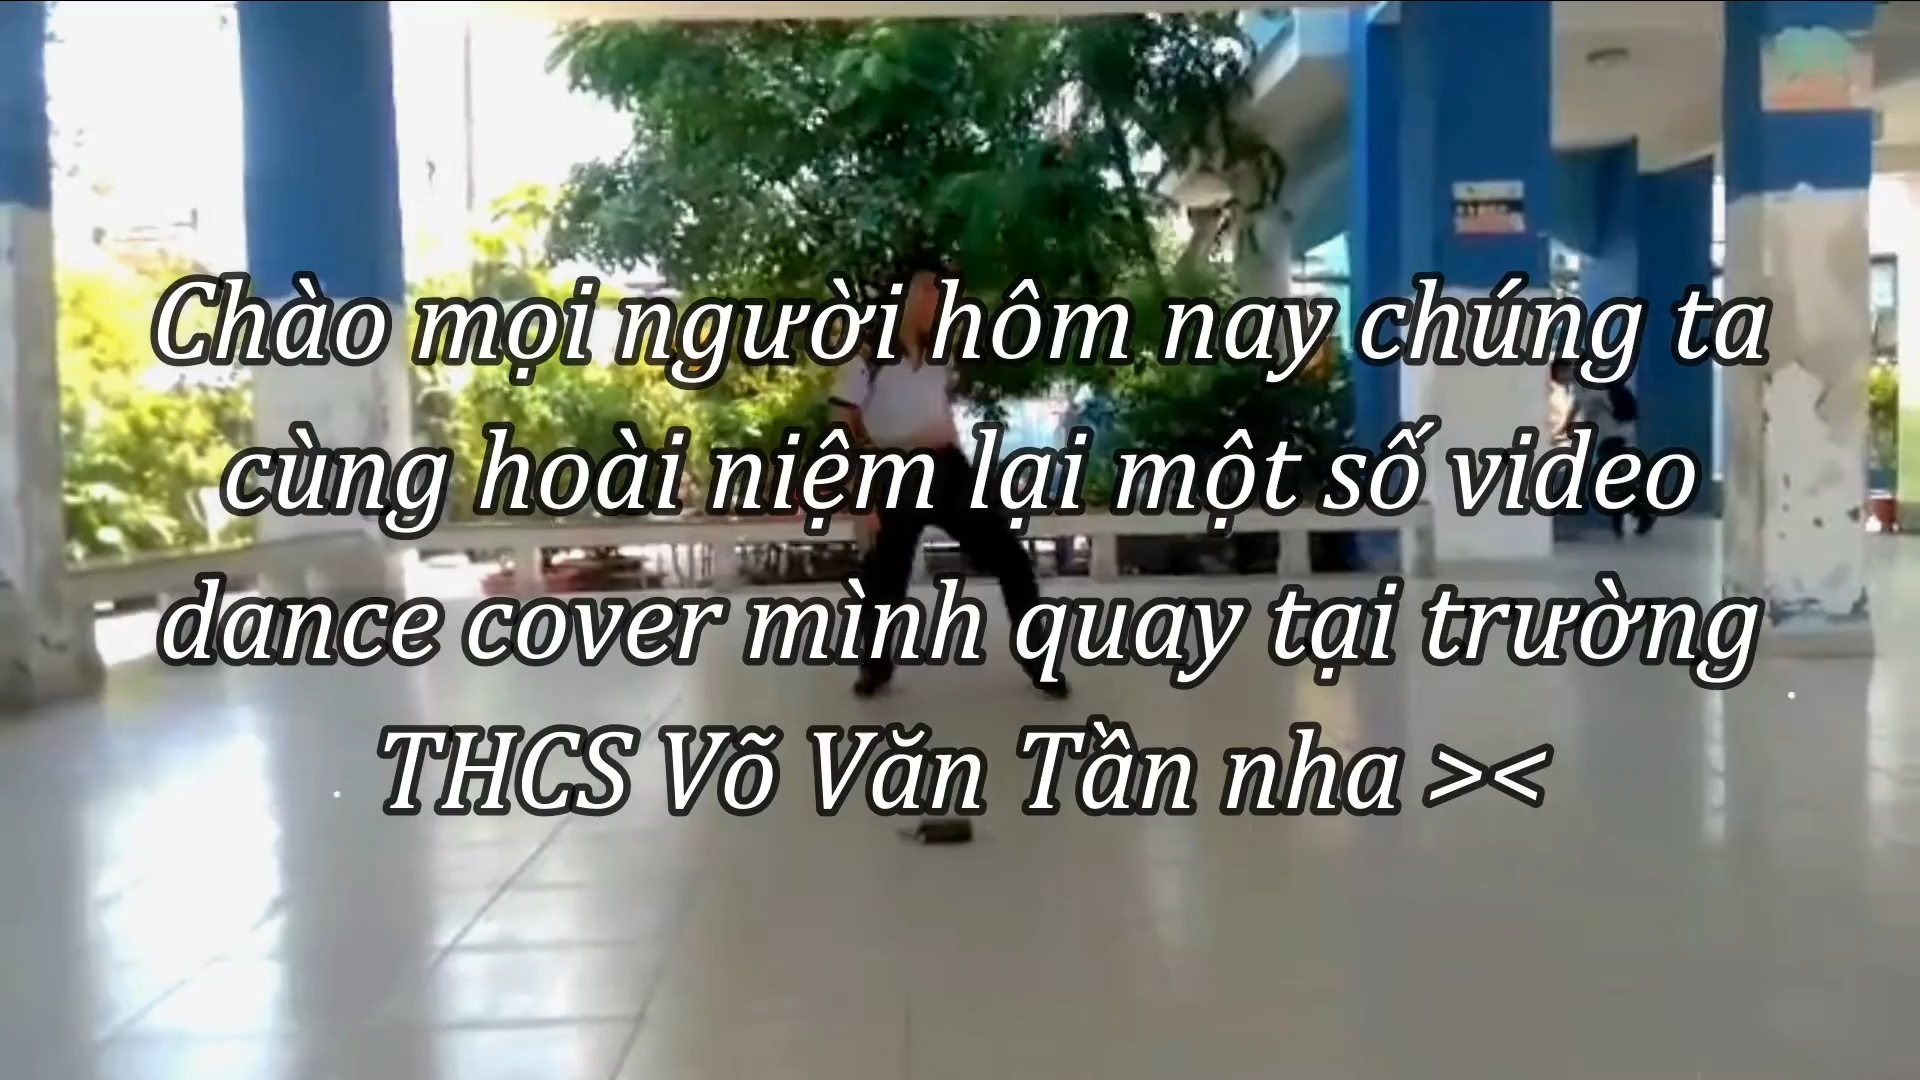 Chào mọi người hôm nay chúng ta
cùng hoài niệm lại một số video
dance cover mình quay tại trường
THCS Võ Văn Tần nha ><